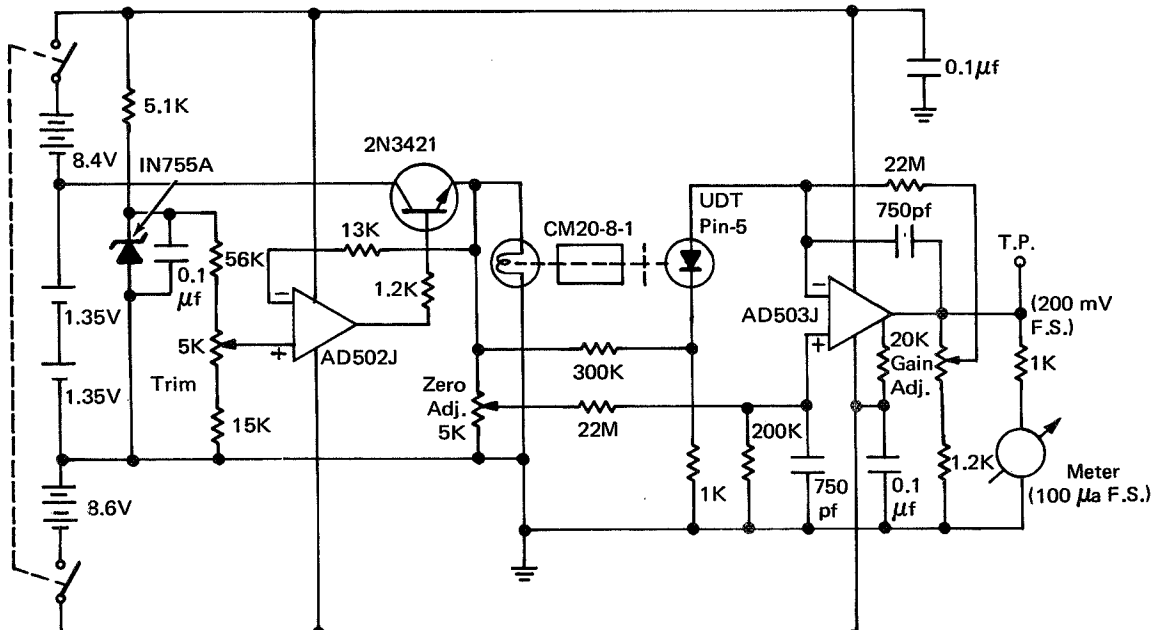 0.1µf
5.1K
2N3421
8.4V
IN755A
22M
UDT
Pin-5
750pf
CM20-8-1
13K
T.P.
56K
0.1
µf
1.2K
−
−
AD503J
(200 mV
F.S.)
1.35V
5K
+
AD502J
+
20K
Gain
Adj.
1K
300K
Trim
Zero
Adj.
5K
1.35V
22M
15K
200K
1.2K
Meter
(100 µa F.S.)
8.6V
1K
750
pf
0.1
µf